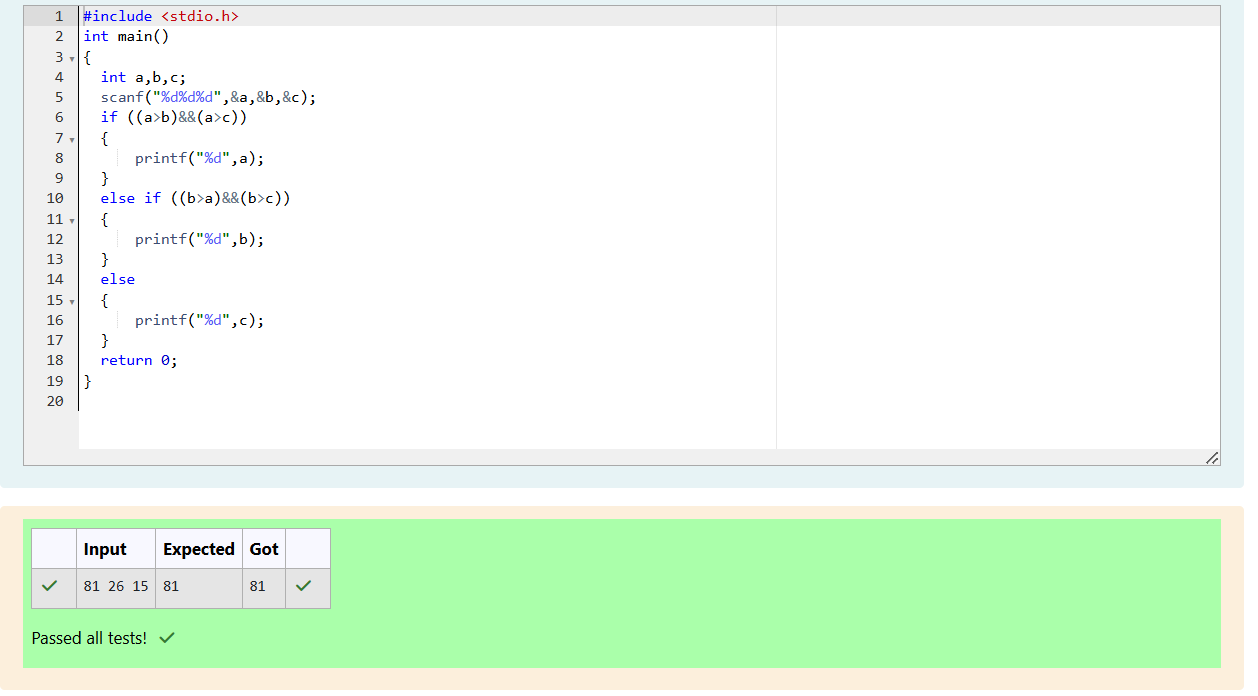 1 #include <stdio.h>
2 int main()
3 {
4 int a,b,c;
5 scanf("%d%d%d",&a,&b,&c);
6 if ((a>b)&&(a>c))
7 {
8 printf("%d",a);
9 }
10 else if ((b>a)&&(b>c))
11 {
12 printf("%d",b);
13 }
14 else
15 {
16 printf("%d",c);
17 }
18 return 0;
19 }
20
Input Expected Got
81 26 15 81 81
Passed all tests!